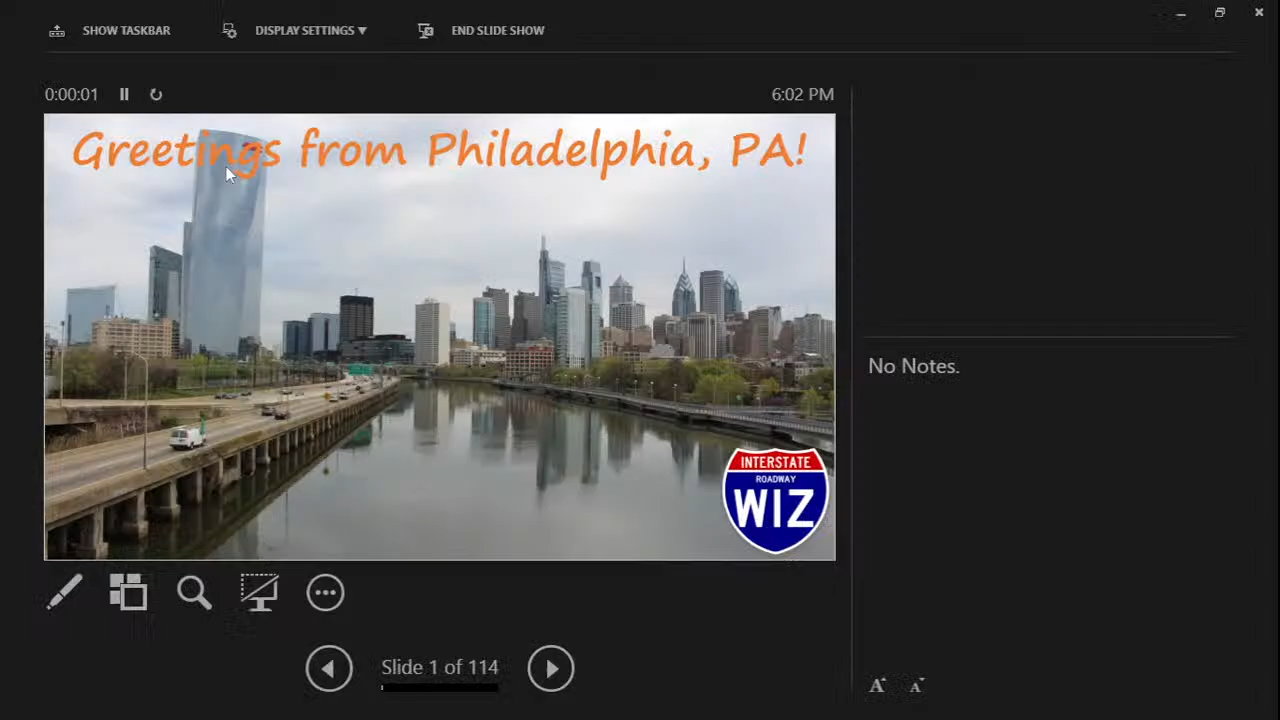 SHOW TASKBAR
DISPLAY SETTINGS ▼
END SLIDE SHOW
0:00:01
6:02 PM
Greetings from Philadelphia, PA!
INTERSTATE
ROADWAY
WIZ
No Notes.
Slide 1 of 114
A A